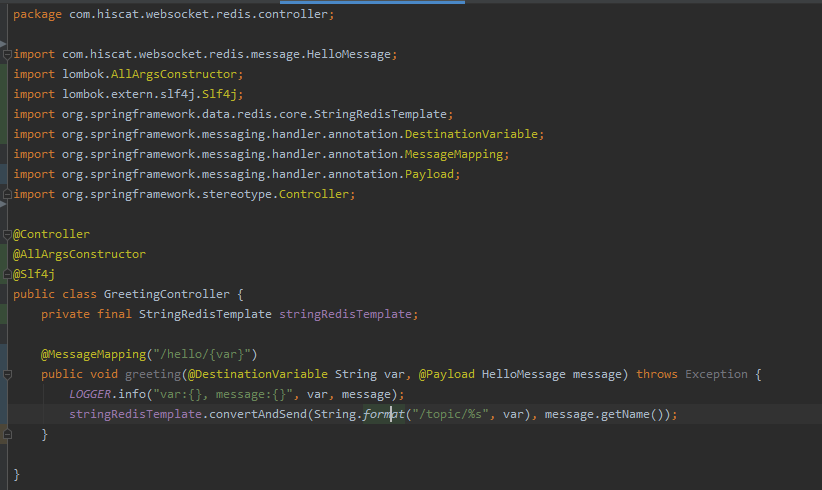 package com.hiscat.websocket.redis.controller;
import com.hiscat.websocket.redis.message.HelloMessage;
import lombok.AllArgsConstructor;
import lombok.extern.slf4j.Slf4j;
import org.springframework.data.redis.core.StringRedisTemplate;
import org.springframework.messaging.handler.annotation.DestinationVariable;
import org.springframework.messaging.handler.annotation.MessageMapping;
import org.springframework.messaging.handler.annotation.Payload;
import org.springframework.stereotype.Controller;
@Controller
@AllArgsConstructor
@Slf4j
public class GreetingController {
    private final StringRedisTemplate stringRedisTemplate;
    @MessageMapping("/hello/{var}")
    public void greeting(@DestinationVariable String var, @Payload HelloMessage message) throws Exception {
        LOGGER.info("var:{}, message:{}", var, message);
        stringRedisTemplate.convertAndSend(String.format("/topic/%s", var), message.getName());
    }
}